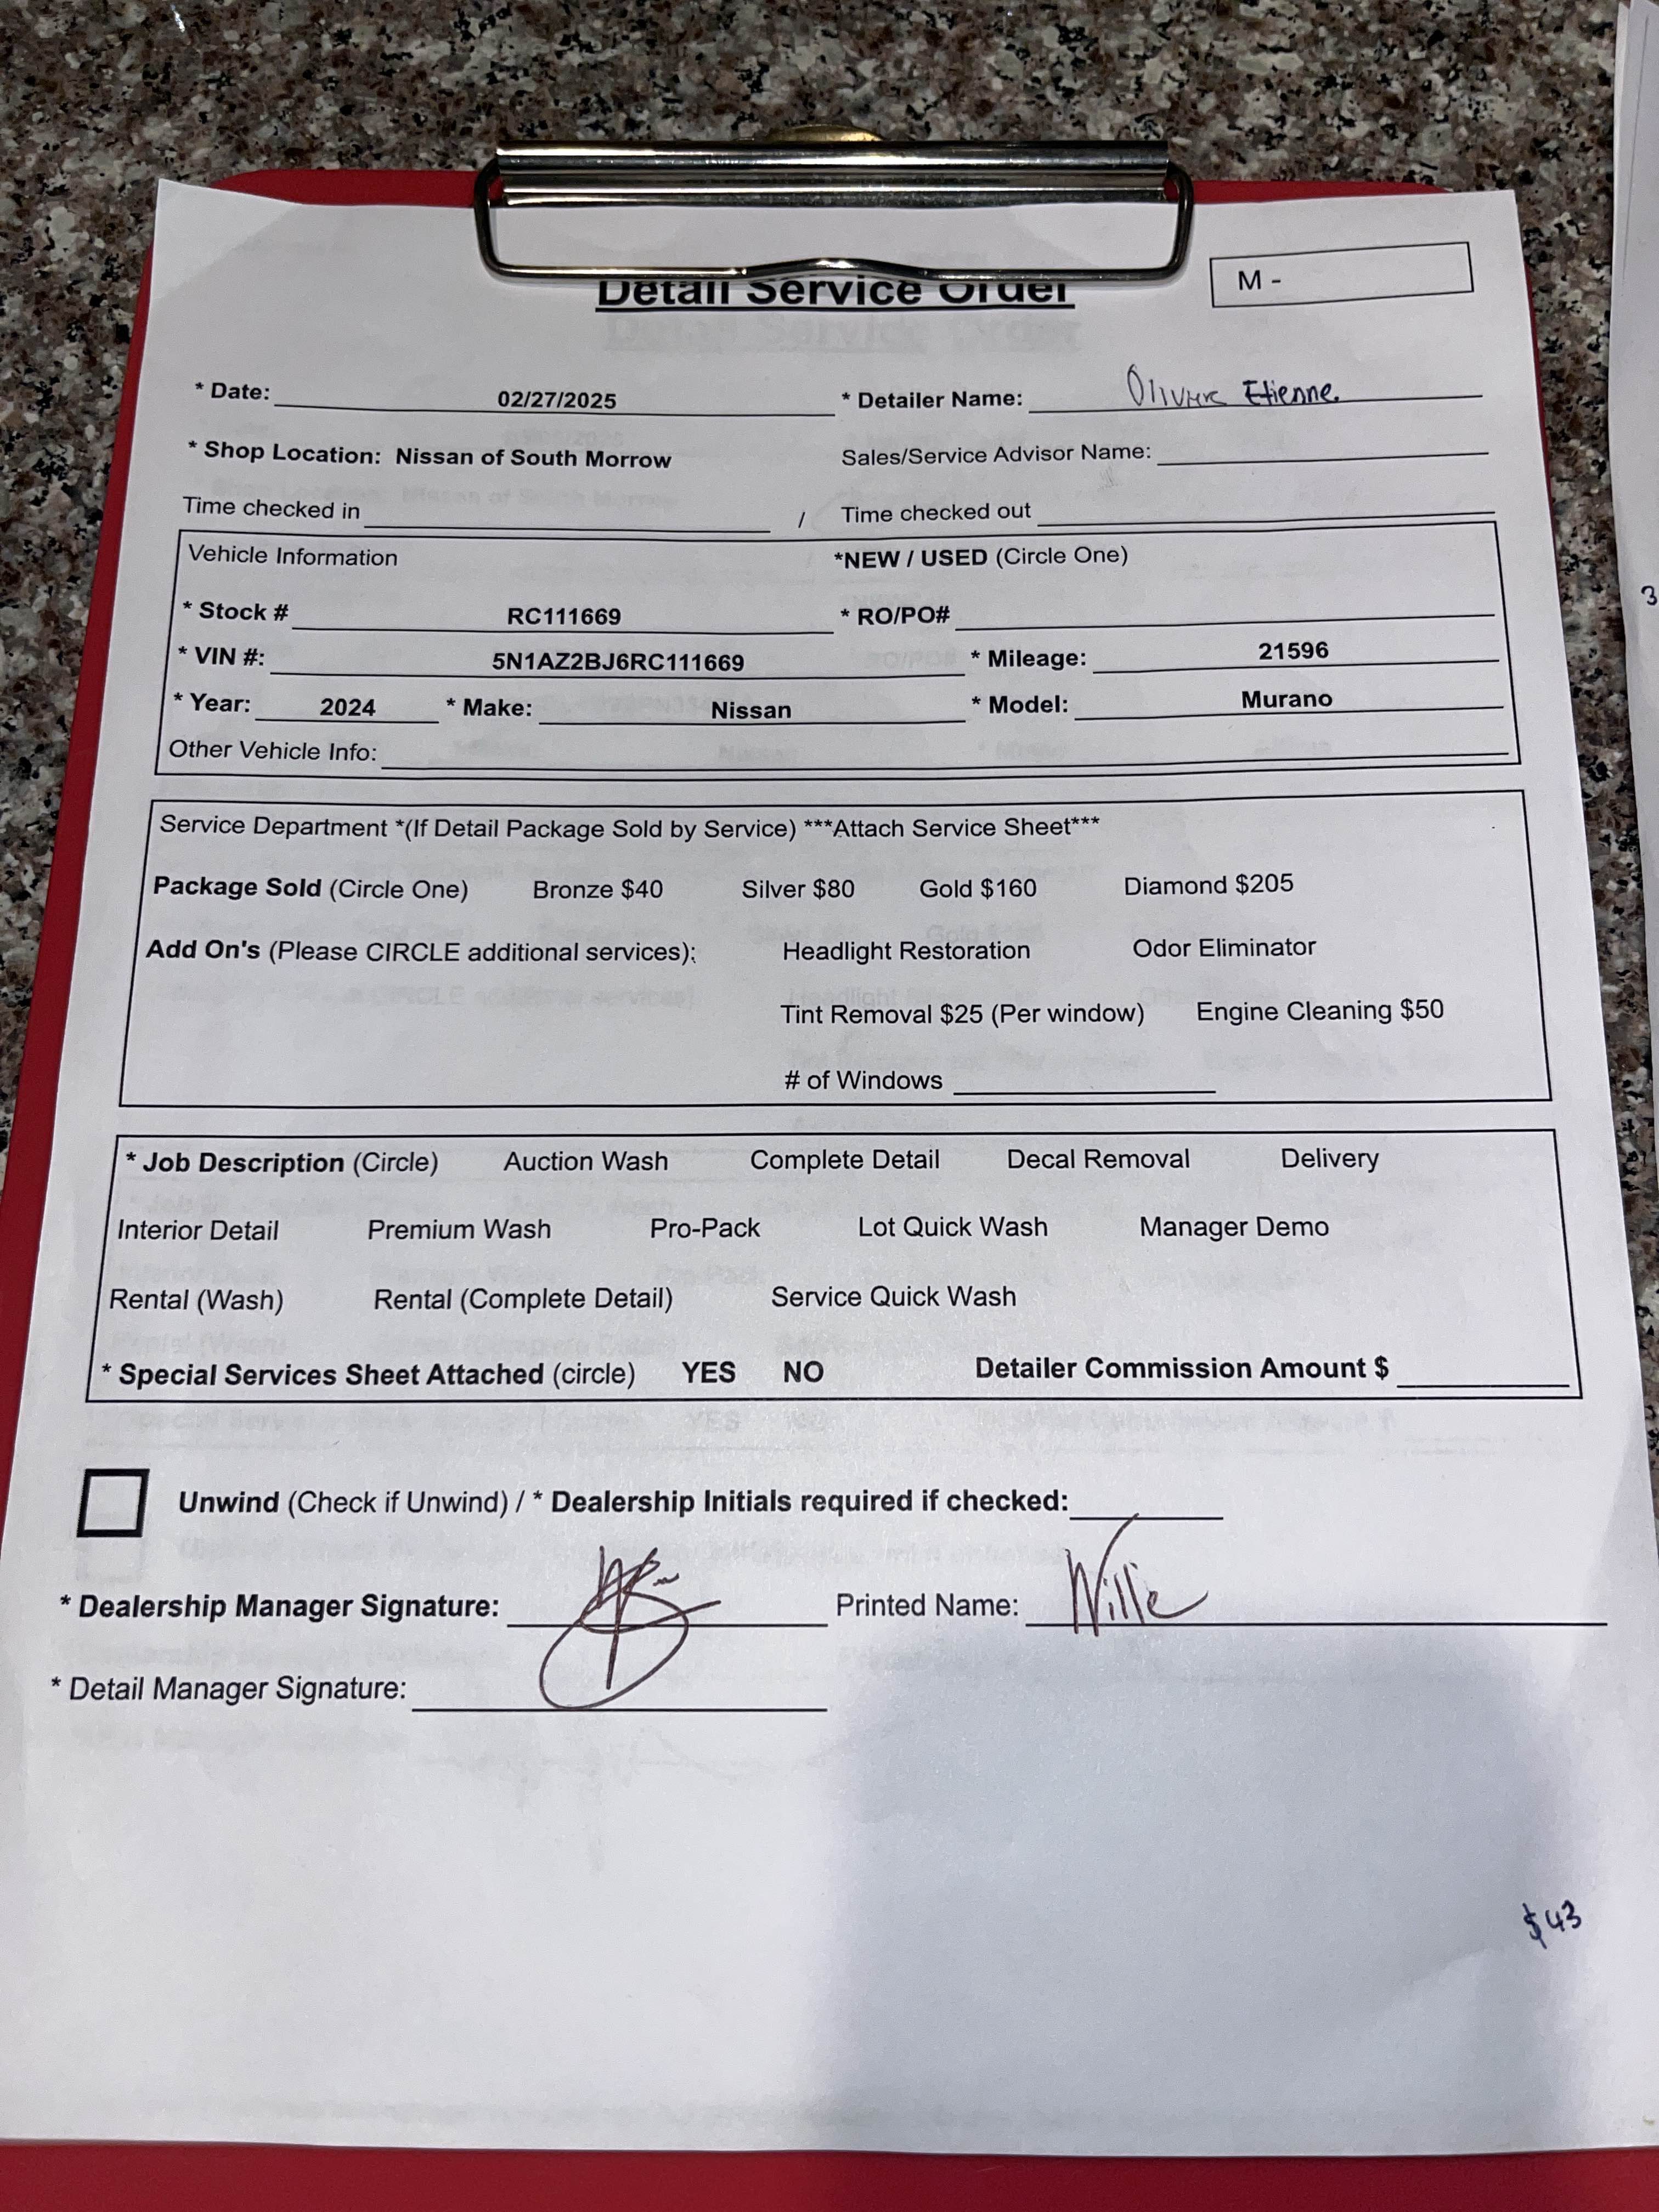 Detail Service Order
M -
* Date: 02/27/2025 * Detailer Name: Etienne
* Shop Location: Nissan of South Morrow Sales/Service Advisor Name:
Time checked in / Time checked out
Vehicle Information *NEW / USED (Circle One)
* Stock # RC111669 * RO/PO#
* VIN #: 5N1AZ2BJ6RC111669 * Mileage: 21596
* Year: 2024 * Make: Nissan * Model: Murano
Other Vehicle Info:
Service Department *(If Detail Package Sold by Service) ***Attach Service Sheet***
Package Sold (Circle One) Bronze $40 Silver $80 Gold $160 Diamond $205
Add On's (Please CIRCLE additional services): Headlight Restoration Odor Eliminator
Tint Removal $25 (Per window) Engine Cleaning $50
# of Windows
* Job Description (Circle) Auction Wash Complete Detail Decal Removal Delivery
Interior Detail Premium Wash Pro-Pack Lot Quick Wash Manager Demo
Rental (Wash) Rental (Complete Detail) Service Quick Wash
* Special Services Sheet Attached (circle) YES NO Detailer Commission Amount $
Unwind (Check if Unwind) / * Dealership Initials required if checked:
* Dealership Manager Signature: Printed Name: Willie
* Detail Manager Signature:
$43
3